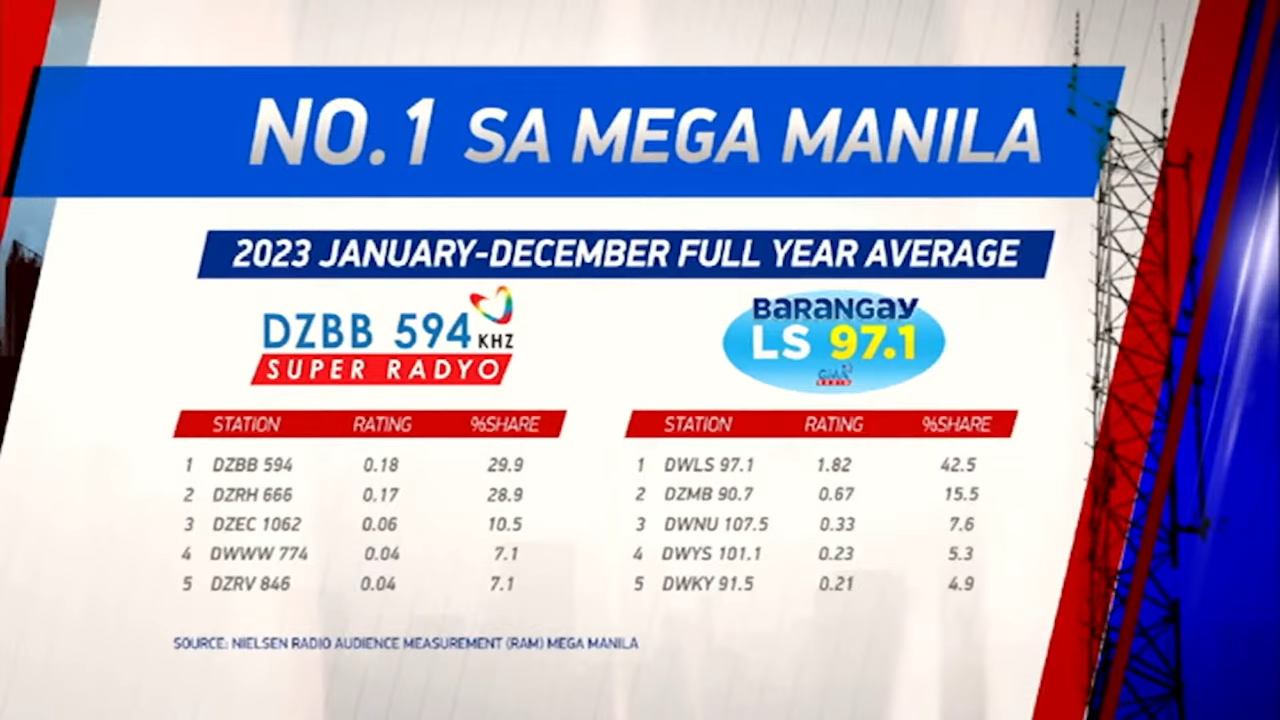 NO.1 SA MEGA MANILA
2023 JANUARY-DECEMBER FULL YEAR AVERAGE
DZBB 594 KHZ
SUPER RADYO
BARANGAY
LS 97.1
GMA
RADIO
STATION RATING %SHARE
1 DZBB 594 0.18 29.9
2 DZRH 666 0.17 28.9
3 DZEC 1062 0.06 10.5
4 DWWW 774 0.04 7.1
5 DZRV 846 0.04 7.1
STATION RATING %SHARE
1 DWLS 97.1 1.82 42.5
2 DZMB 90.7 0.67 15.5
3 DWNU 107.5 0.33 7.6
4 DWYS 101.1 0.23 5.3
5 DWKY 91.5 0.21 4.9
SOURCE: NIELSEN RADIO AUDIENCE MEASUREMENT (RAM) MEGA MANILA